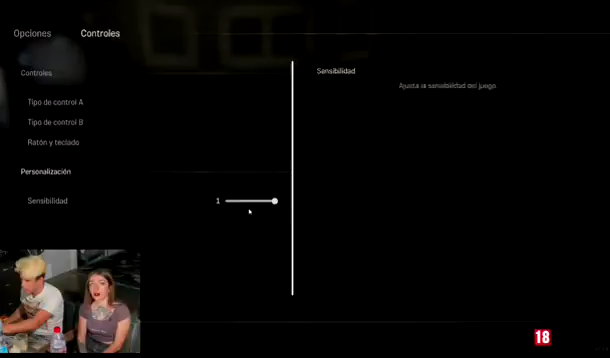 Opciones Controles
Controles
Tipo de control A
Tipo de control B
Ratón y teclado
Personalización
Sensibilidad 1
Sensibilidad
Ajusta la sensibilidad del juego.
18